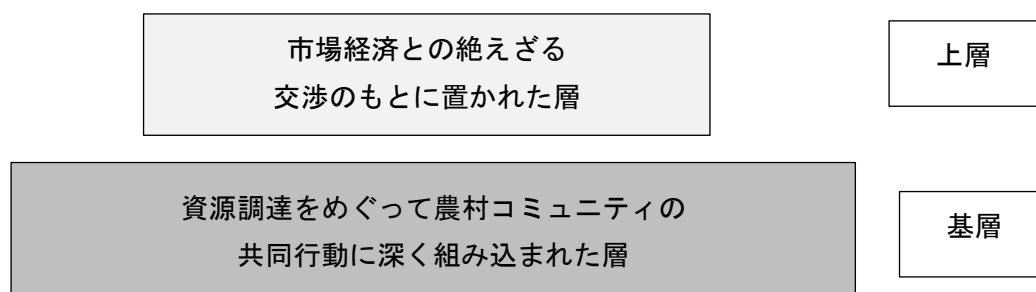 市場経済との絶えざる
交渉のもとに置かれた層
上層
資源調達をめぐって農村コミュニティの
共同行動に深く組み込まれた層
基層